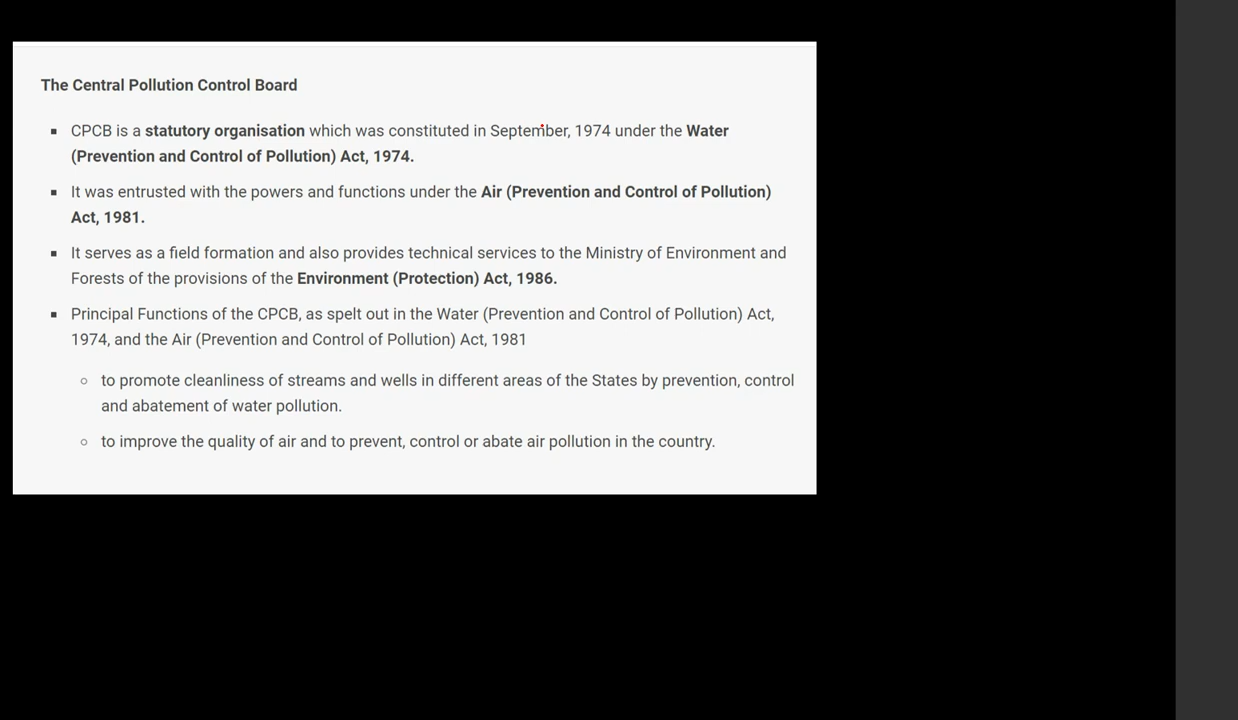 The Central Pollution Control Board
▪ CPCB is a statutory organisation which was constituted in September, 1974 under the Water
(Prevention and Control of Pollution) Act, 1974.
▪ It was entrusted with the powers and functions under the Air (Prevention and Control of Pollution)
Act, 1981.
▪ It serves as a field formation and also provides technical services to the Ministry of Environment and
Forests of the provisions of the Environment (Protection) Act, 1986.
▪ Principal Functions of the CPCB, as spelt out in the Water (Prevention and Control of Pollution) Act,
1974, and the Air (Prevention and Control of Pollution) Act, 1981
○ to promote cleanliness of streams and wells in different areas of the States by prevention, control
and abatement of water pollution.
○ to improve the quality of air and to prevent, control or abate air pollution in the country.